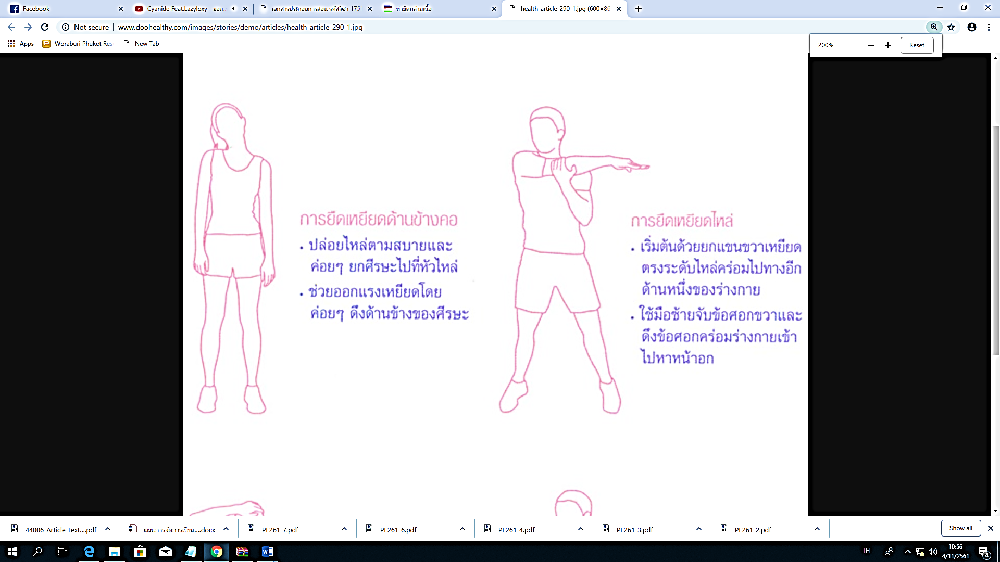 Facebook
Cyanide Feat.Lazyloxy - ยอม..
เอกสารประกอบการสอน รหัสวิชา 1751
ท่ายืดกล้ามเนื้อ
health-article-290-1.jpg (600×86
Not secure
www.doohealthy.com/images/stories/demo/articles/health-article-290-1.jpg
Apps
Woraburi Phuket Res
New Tab
200%
Reset
การยืดเหยียดด้านข้างคอ
• ปล่อยไหล่ตามสบายและ
ค่อยๆ ยกศีรษะไปที่หัวไหล่
• ช่วยออกแรงเหยียดโดย
ค่อยๆ ดึงด้านข้างของศีรษะ
การยืดเหยียดไหล่
• เริ่มต้นด้วยยกแขนขวาเหยียด
ตรงระดับไหล่คร่อมไปทางอีก
ด้านหนึ่งของร่างกาย
• ใช้มือซ้ายจับข้อศอกขวาและ
ดึงข้อศอกคร่อมร่างกายเข้า
ไปหาหน้าอก
44006-Article Text....pdf
แผนการจัดการเรียน....docx
PE261-7.pdf
PE261-6.pdf
PE261-4.pdf
PE261-3.pdf
PE261-2.pdf
Show all
TH
10:56
4/11/2561
4